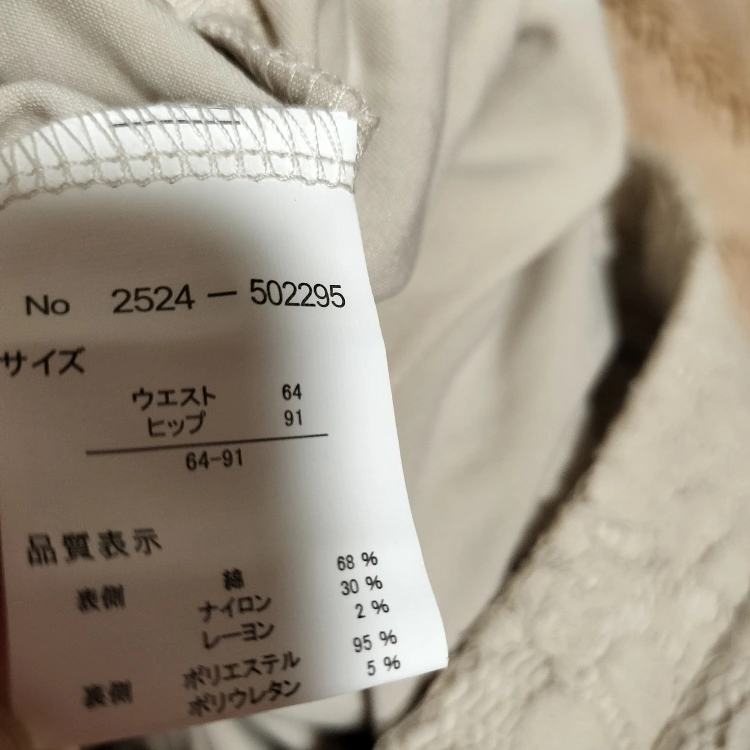 No 2524-502295
サイズ
ウエスト 64
ヒップ 91
64-91
品質表示
表側 綿 68 %
ナイロン 30 %
レーヨン 2 %
裏側 ポリエステル 95 %
ポリウレタン 5 %